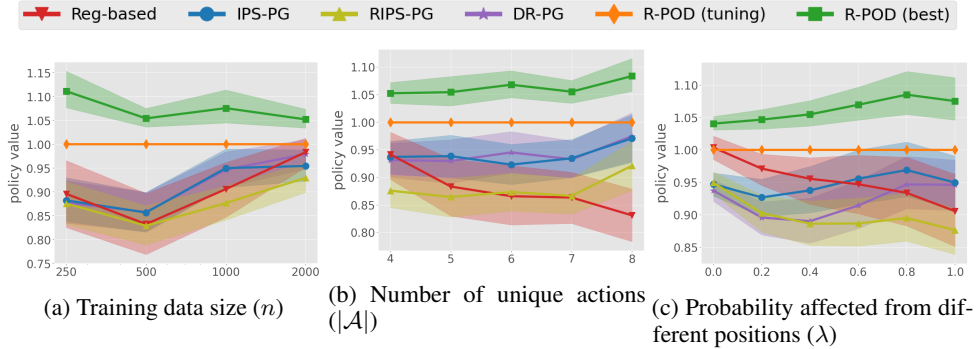 Reg-based IPS-PG RIPS-PG DR-PG R-POD (tuning) R-POD (best)
policy value
1.15
1.10
1.05
1.00
0.95
0.90
0.85
0.80
0.75
250 500 1000 2000
(a) Training data size (n)
policy value
1.10
1.05
1.00
0.95
0.90
0.85
0.80
4 5 6 7 8
(b) Number of unique actions
(|𝒜|)
policy value
1.10
1.05
1.00
0.95
0.90
0.85
0.0 0.2 0.4 0.6 0.8 1.0
(c) Probability affected from dif-
ferent positions (λ)